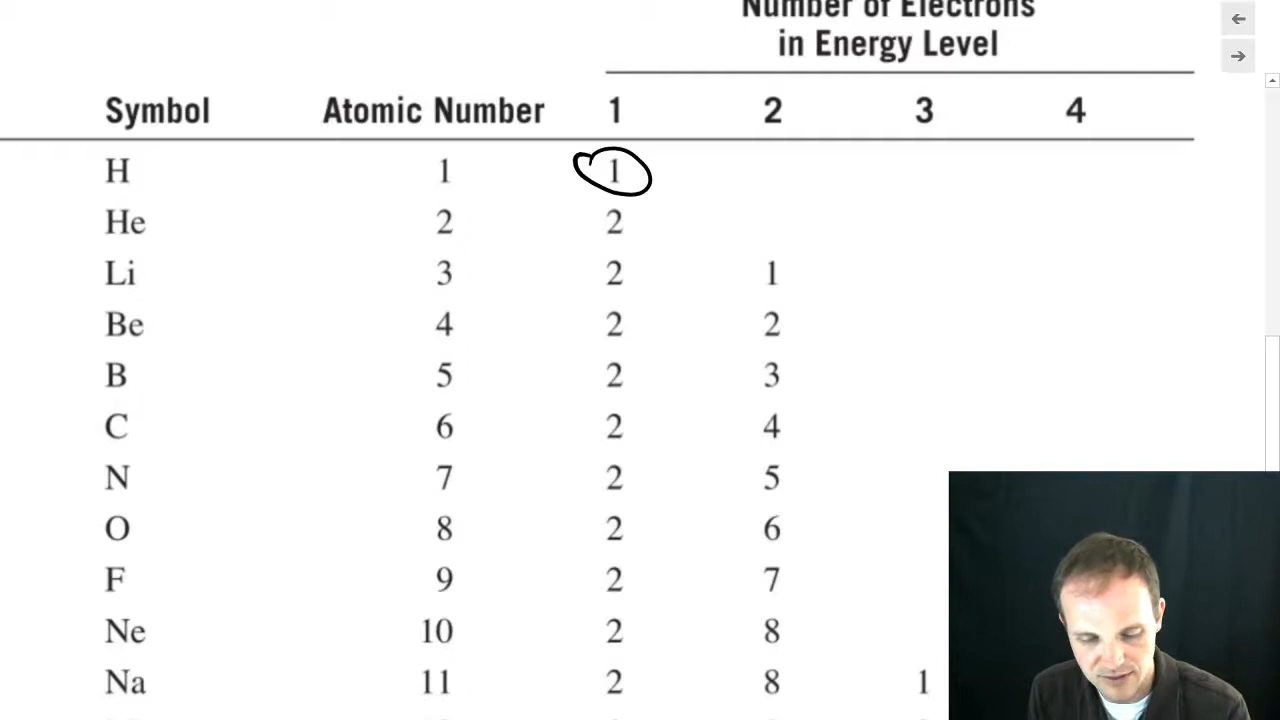 Number of Electrons
in Energy Level
Symbol Atomic Number 1 2 3 4
H 1 1
He 2 2
Li 3 2 1
Be 4 2 2
B 5 2 3
C 6 2 4
N 7 2 5
O 8 2 6
F 9 2 7
Ne 10 2 8
Na 11 2 8 1